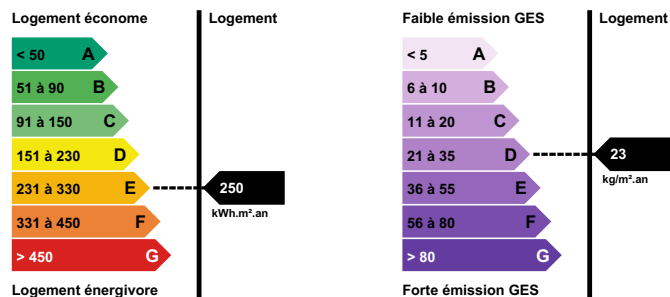 Logement économe
Logement
< 50 A
51 à 90 B
91 à 150 C
151 à 230 D
231 à 330 E
331 à 450 F
> 450 G
250
kWh.m².an
Logement énergivore
Faible émission GES
Logement
< 5 A
6 à 10 B
11 à 20 C
21 à 35 D
36 à 55 E
56 à 80 F
> 80 G
23
kg/m².an
Forte émission GES